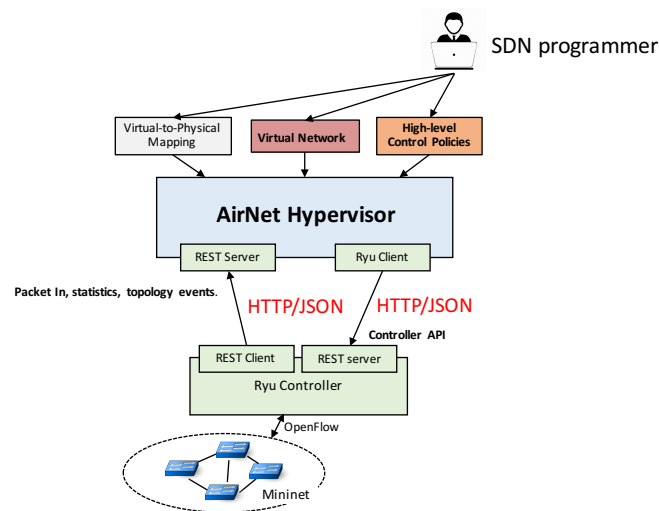 SDN programmer
Virtual-to-Physical
Mapping
Virtual Network
High-level
Control Policies
AirNet Hypervisor
REST Server
Ryu Client
Packet In, statistics, topology events.
HTTP/JSON
HTTP/JSON
Controller API
REST Client
REST server
Ryu Controller
OpenFlow
Mininet